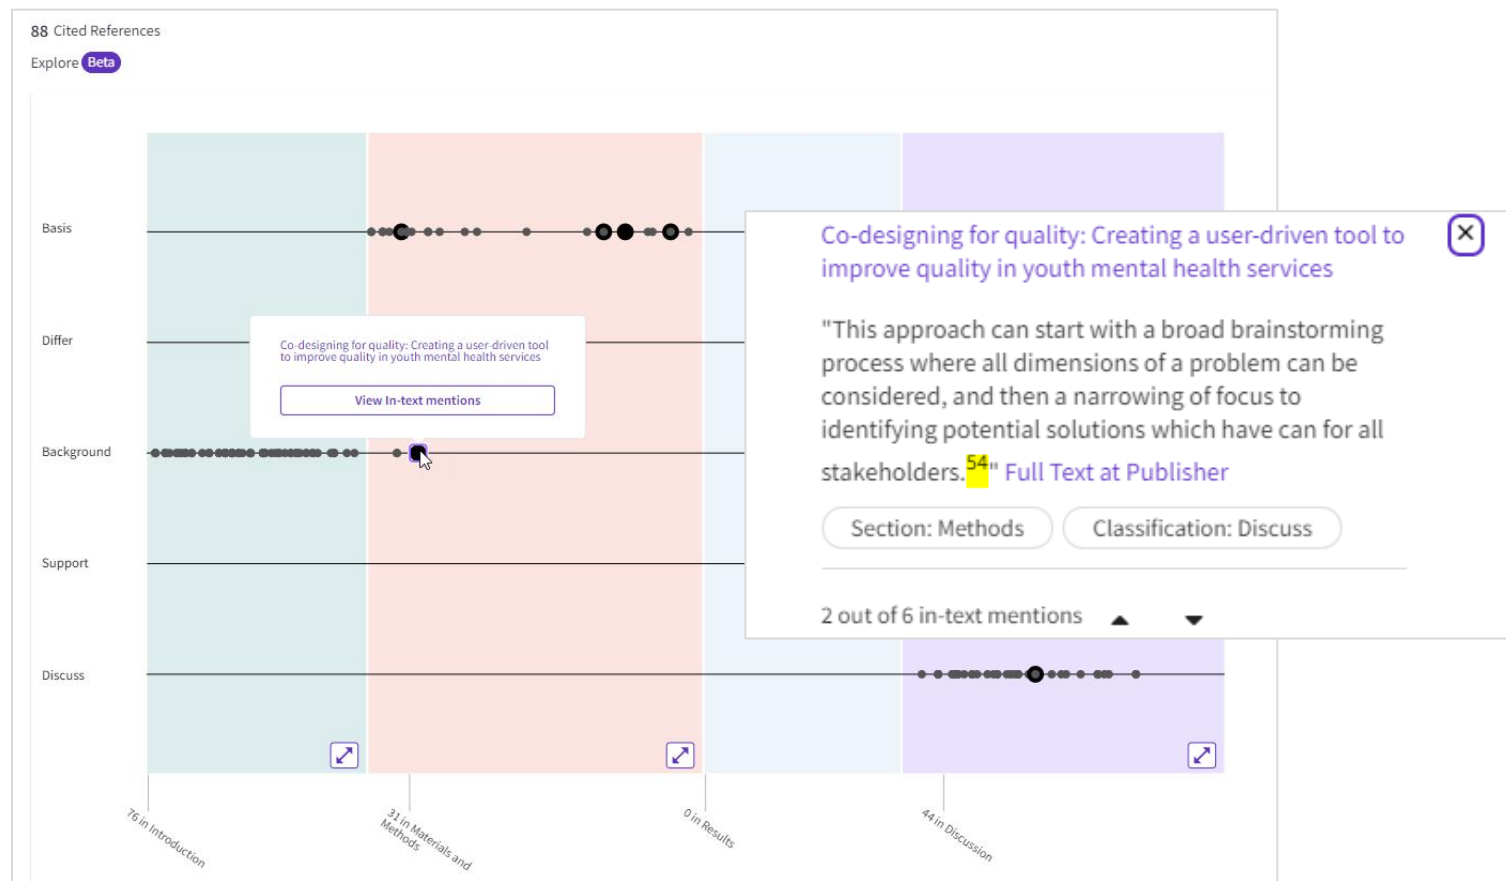 88 Cited References
Explore Beta
Basis
Differ
Background
Support
Discuss
Co-designing for quality: Creating a user-driven tool
to improve quality in youth mental health services
View In-text mentions
76 in Introduction
31 in Materials and
Methods
0 in Results
44 in Discussion
Co-designing for quality: Creating a user-driven tool to
improve quality in youth mental health services
"This approach can start with a broad brainstorming
process where all dimensions of a problem can be
considered, and then a narrowing of focus to
identifying potential solutions which have can for all
stakeholders.54" Full Text at Publisher
Section: Methods
Classification: Discuss
2 out of 6 in-text mentions